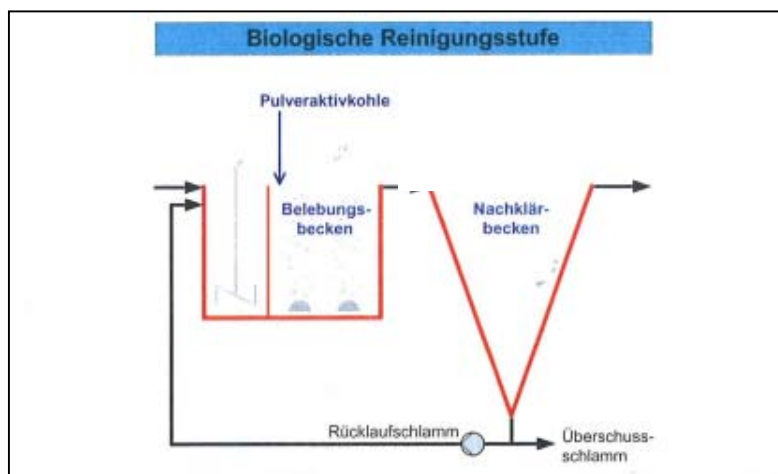 Biologische Reinigungsstufe
Pulveraktivkohle
Belebungs-
becken
Nachklär-
becken
Rücklaufschlamm
Überschuss-
schlamm